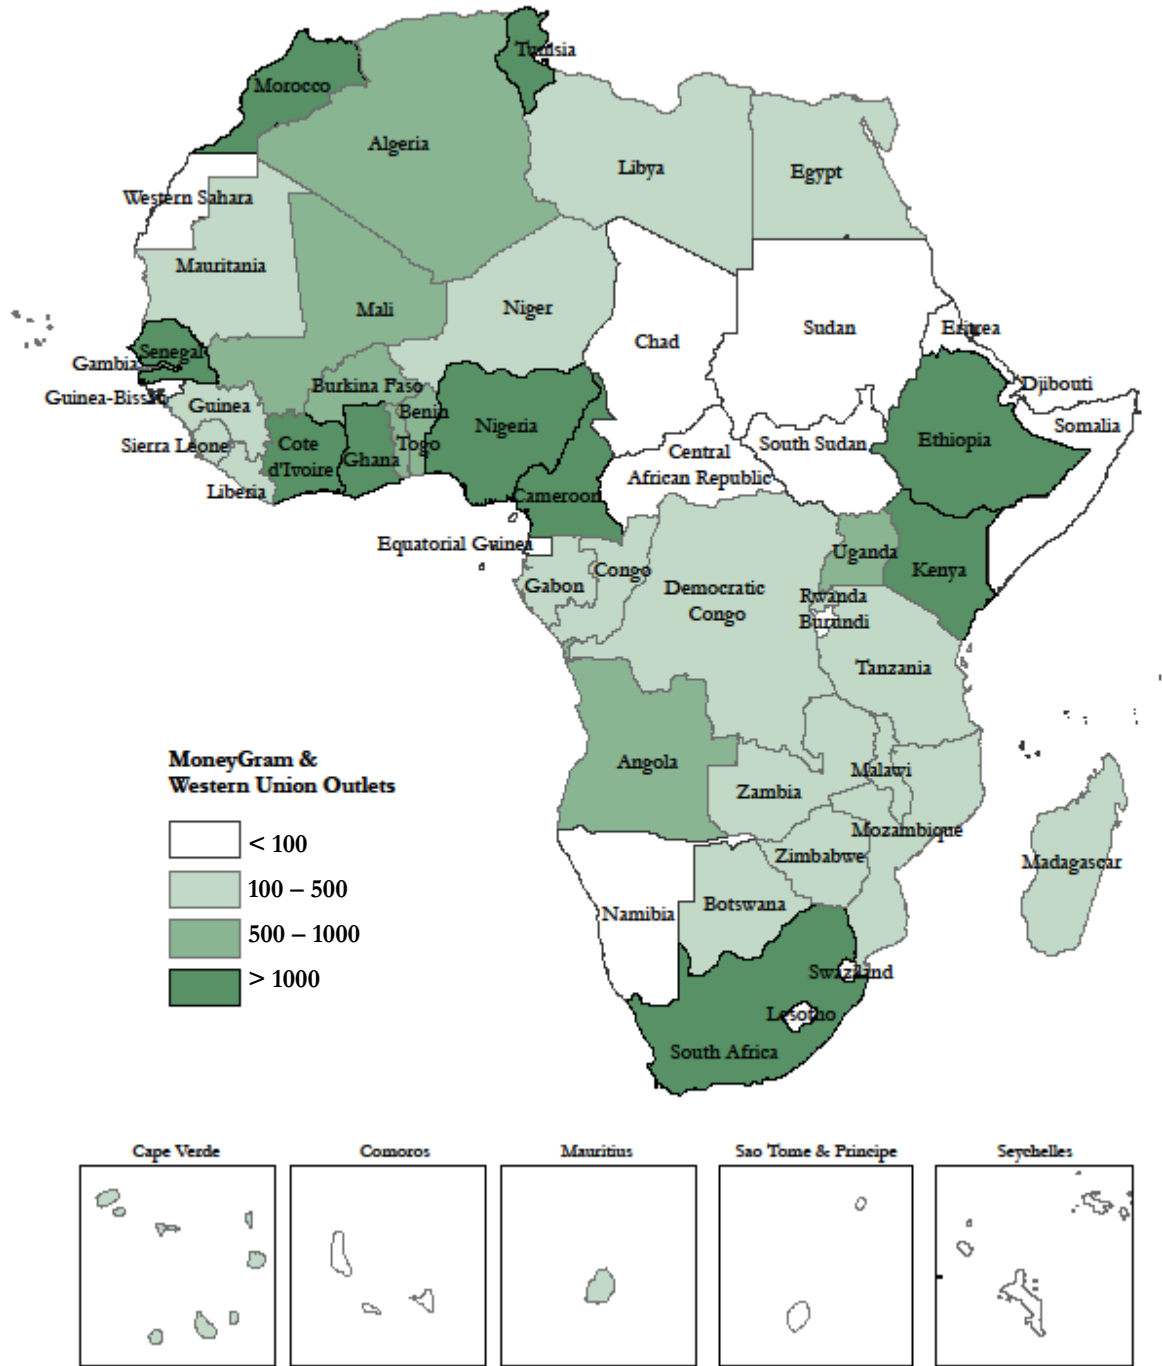 Tunisia
Morocco
Algeria
Libya
Egypt
Western Sahara
Mauritania
Mali
Niger
Chad
Sudan
Eritrea
Senegal
Gambia
Djibouti
Guinea-Bissau
Guinea
Burkina Faso
Benin
Nigeria
Somalia
Sierra Leone
Cote
d'Ivoire
Ghana
Togo
Central
African Republic
South Sudan
Ethiopia
Liberia
Cameroon
Equatorial Guinea
Gabon
Congo
Democratic
Congo
Uganda
Kenya
Rwanda
Burundi
Tanzania
Angola
Zambia
Malawi
Mozambique
Zimbabwe
Madagascar
Namibia
Botswana
Swaziland
Lesotho
South Africa
MoneyGram &
Western Union Outlets
< 100
100 – 500
500 – 1000
> 1000
Cape Verde
Comoros
Mauritius
Sao Tome & Principe
Seychelles